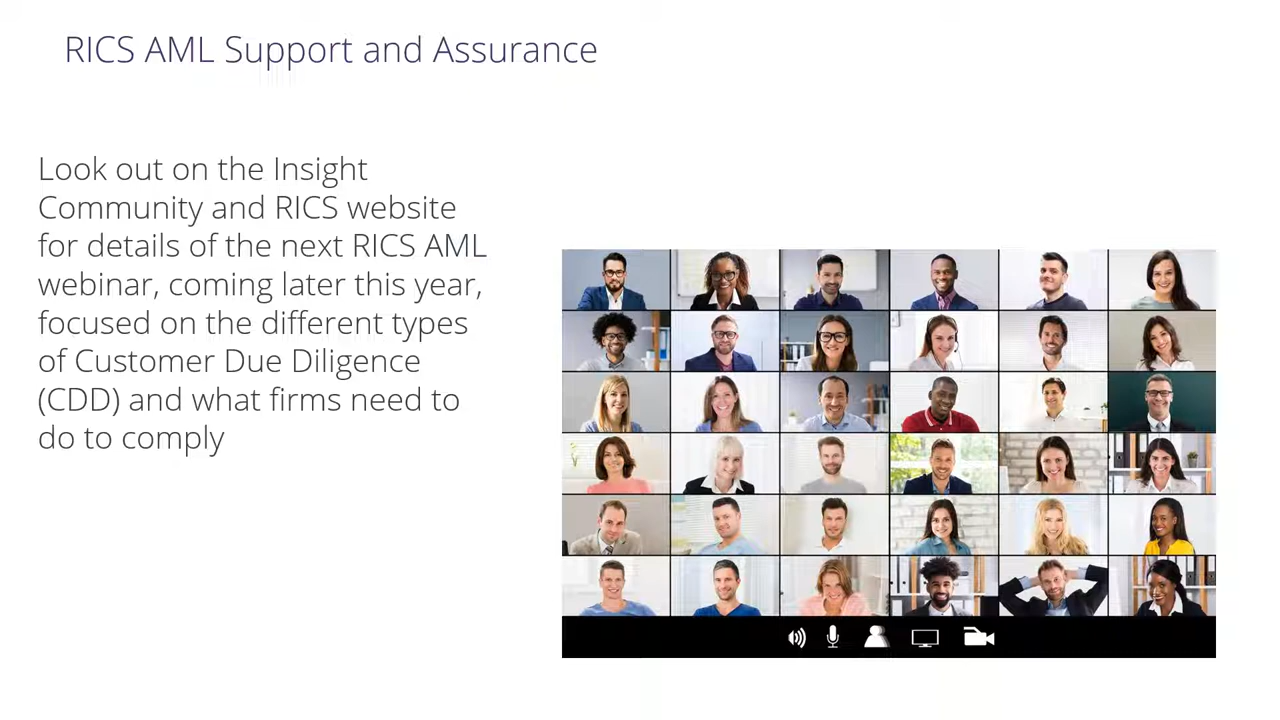 RICS AML Support and Assurance
Look out on the Insight
Community and RICS website
for details of the next RICS AML
webinar, coming later this year,
focused on the different types
of Customer Due Diligence
(CDD) and what firms need to
do to comply